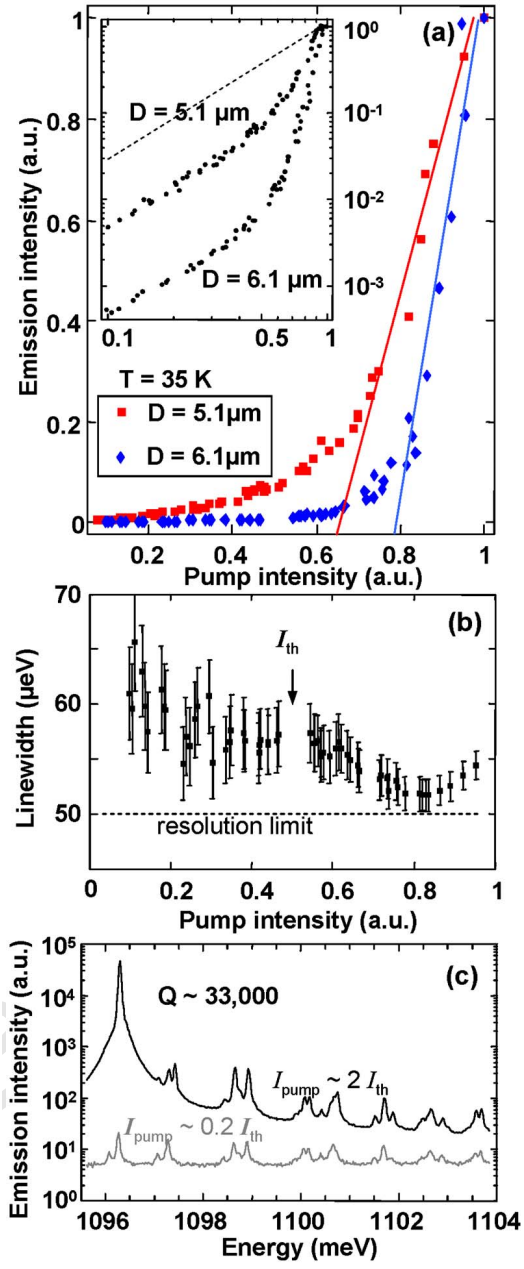 (a)
Emission intensity (a.u.)
1
0.8
0.6
0.4
0.2
0
10⁰
10⁻¹
10⁻²
10⁻³
D = 5.1 µm
D = 6.1 µm
0.1
0.5
1
T = 35 K
D = 5.1µm
D = 6.1µm
0.2
0.4
0.6
0.8
1
Pump intensity (a.u.)
(b)
Linewidth (µeV)
70
60
50
I_th
resolution limit
0
0.2
0.4
0.6
0.8
1
Pump intensity (a.u.)
(c)
Emission intensity (a.u.)
10⁵
10⁴
10³
10²
10¹
10⁰
Q ~ 33,000
I_pump ~ 2 I_th
I_pump ~ 0.2 I_th
1096
1098
1100
1102
1104
Energy (meV)